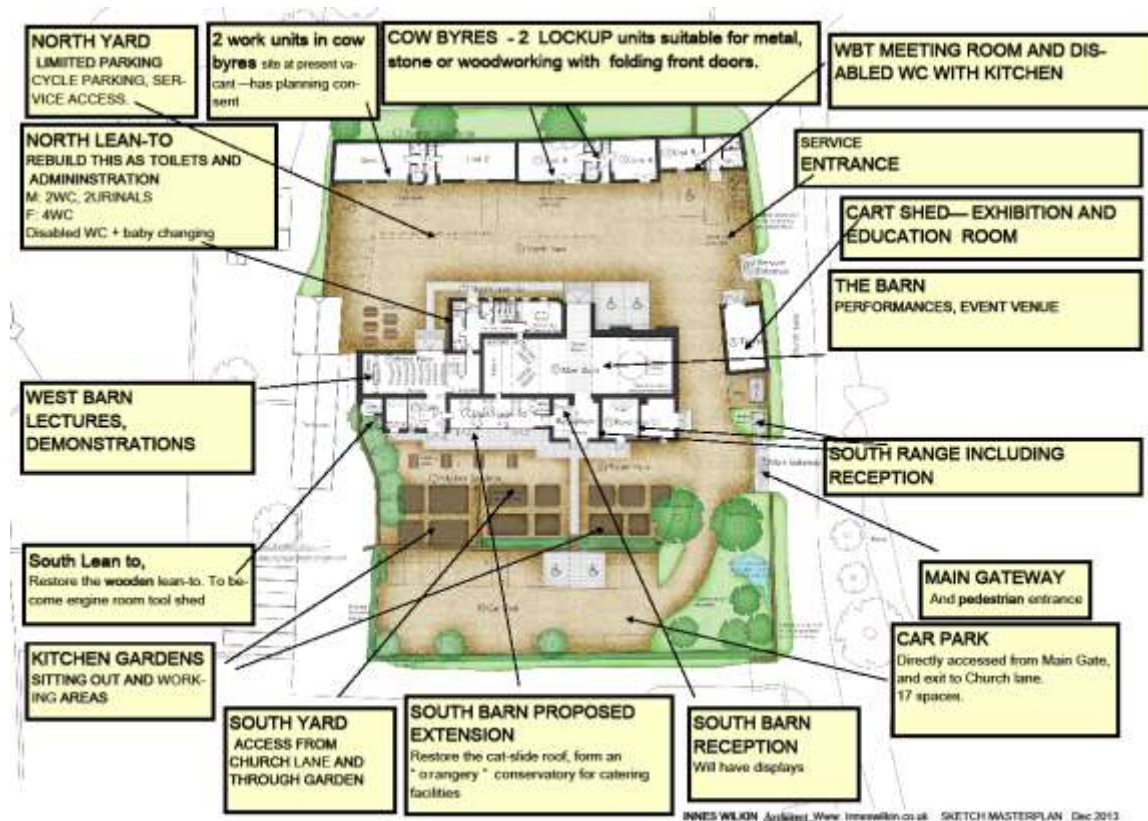 NORTH YARD
LIMIITED PARKING
CYCLE PARKING, SER-
VICE ACCESS.
2 work units in cow
byres site at present va-
cant —has planning con-
sent
COW BYRES - 2 LOCKUP units suitable for metal,
stone or woodworking with folding front doors.
WBT MEETING ROOM AND DIS-
ABLED WC WITH KITCHEN
NORTH LEAN-TO
REBUILD THIS AS TOILETS AND
ADMININSTRATION
M: 2WC, 2URINALS
F: 4WC
Disabled WC + baby changing
SERVICE
ENTRANCE
CART SHED— EXHIBITION AND
EDUCATION ROOM
THE BARN
PERFORMANCES, EVENT VENUE
WEST BARN
LECTURES,
DEMONSTRATIONS
SOUTH RANGE INCLUDING
RECEPTION
South Lean to,
Restore the wooden lean-to. To be-
come engine room tool shed
MAIN GATEWAY
And pedestrian entrance
KITCHEN GARDENS
SITTING OUT AND WORK-
ING AREAS
CAR PARK
Directly accessed from Main Gate,
and exit to Church lane.
17 spaces.
SOUTH YARD
ACCESS FROM
CHURCH LANE AND
THROUGH GARDEN
SOUTH BARN PROPOSED
EXTENSION
Restore the cat-slide roof, form an
" orangery " conservatory for catering
facilities
SOUTH BARN
RECEPTION
Will have displays
INNES WILKIN Architect Www. inneswilkin.co.uk SKETCH MASTERPLAN Dec 2013